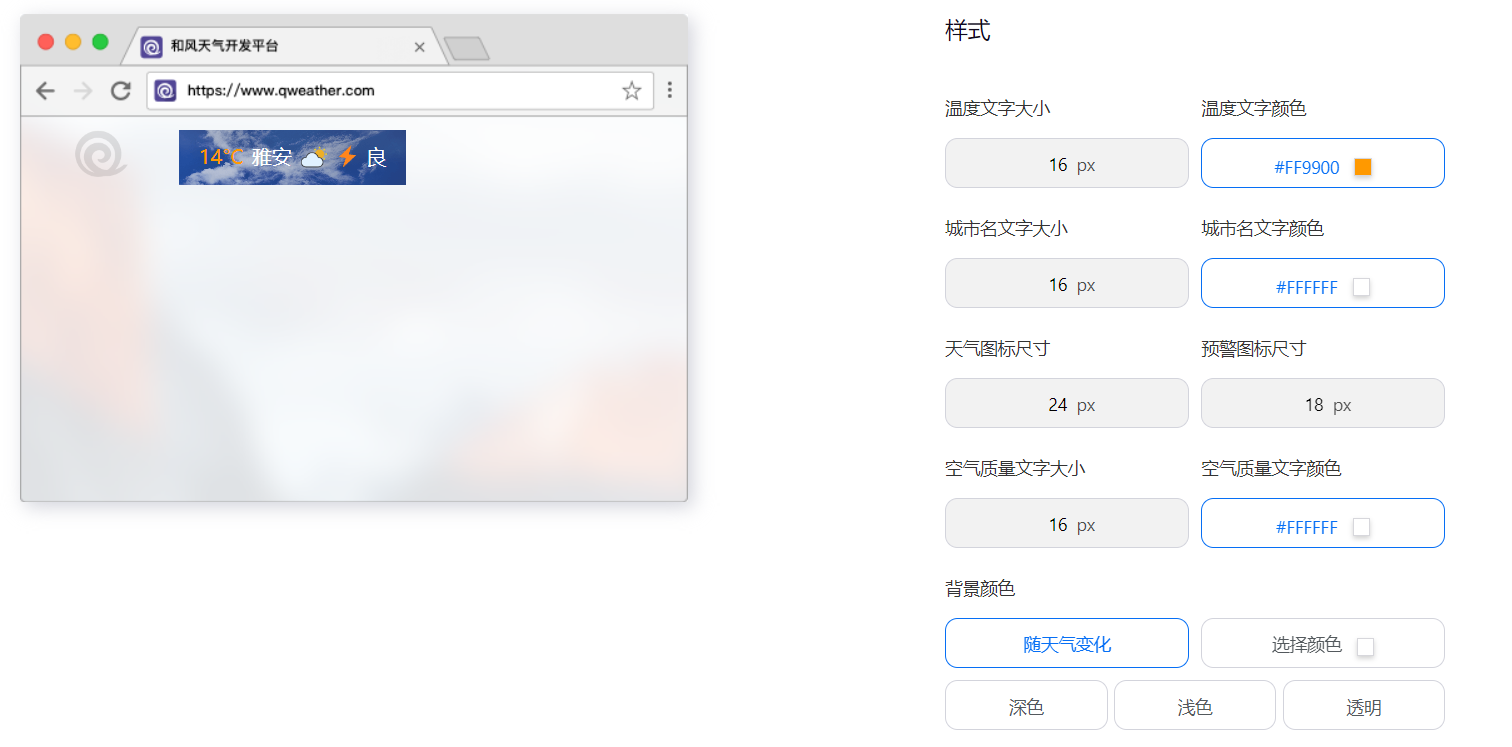 和风天气开发平台
https://www.qweather.com
14°C 雅安 良
样式
温度文字大小 温度文字颜色
16 px #FF9900
城市名文字大小 城市名文字颜色
16 px #FFFFFF
天气图标尺寸 预警图标尺寸
24 px 18 px
空气质量文字大小 空气质量文字颜色
16 px #FFFFFF
背景颜色
随天气变化 选择颜色
深色 浅色 透明